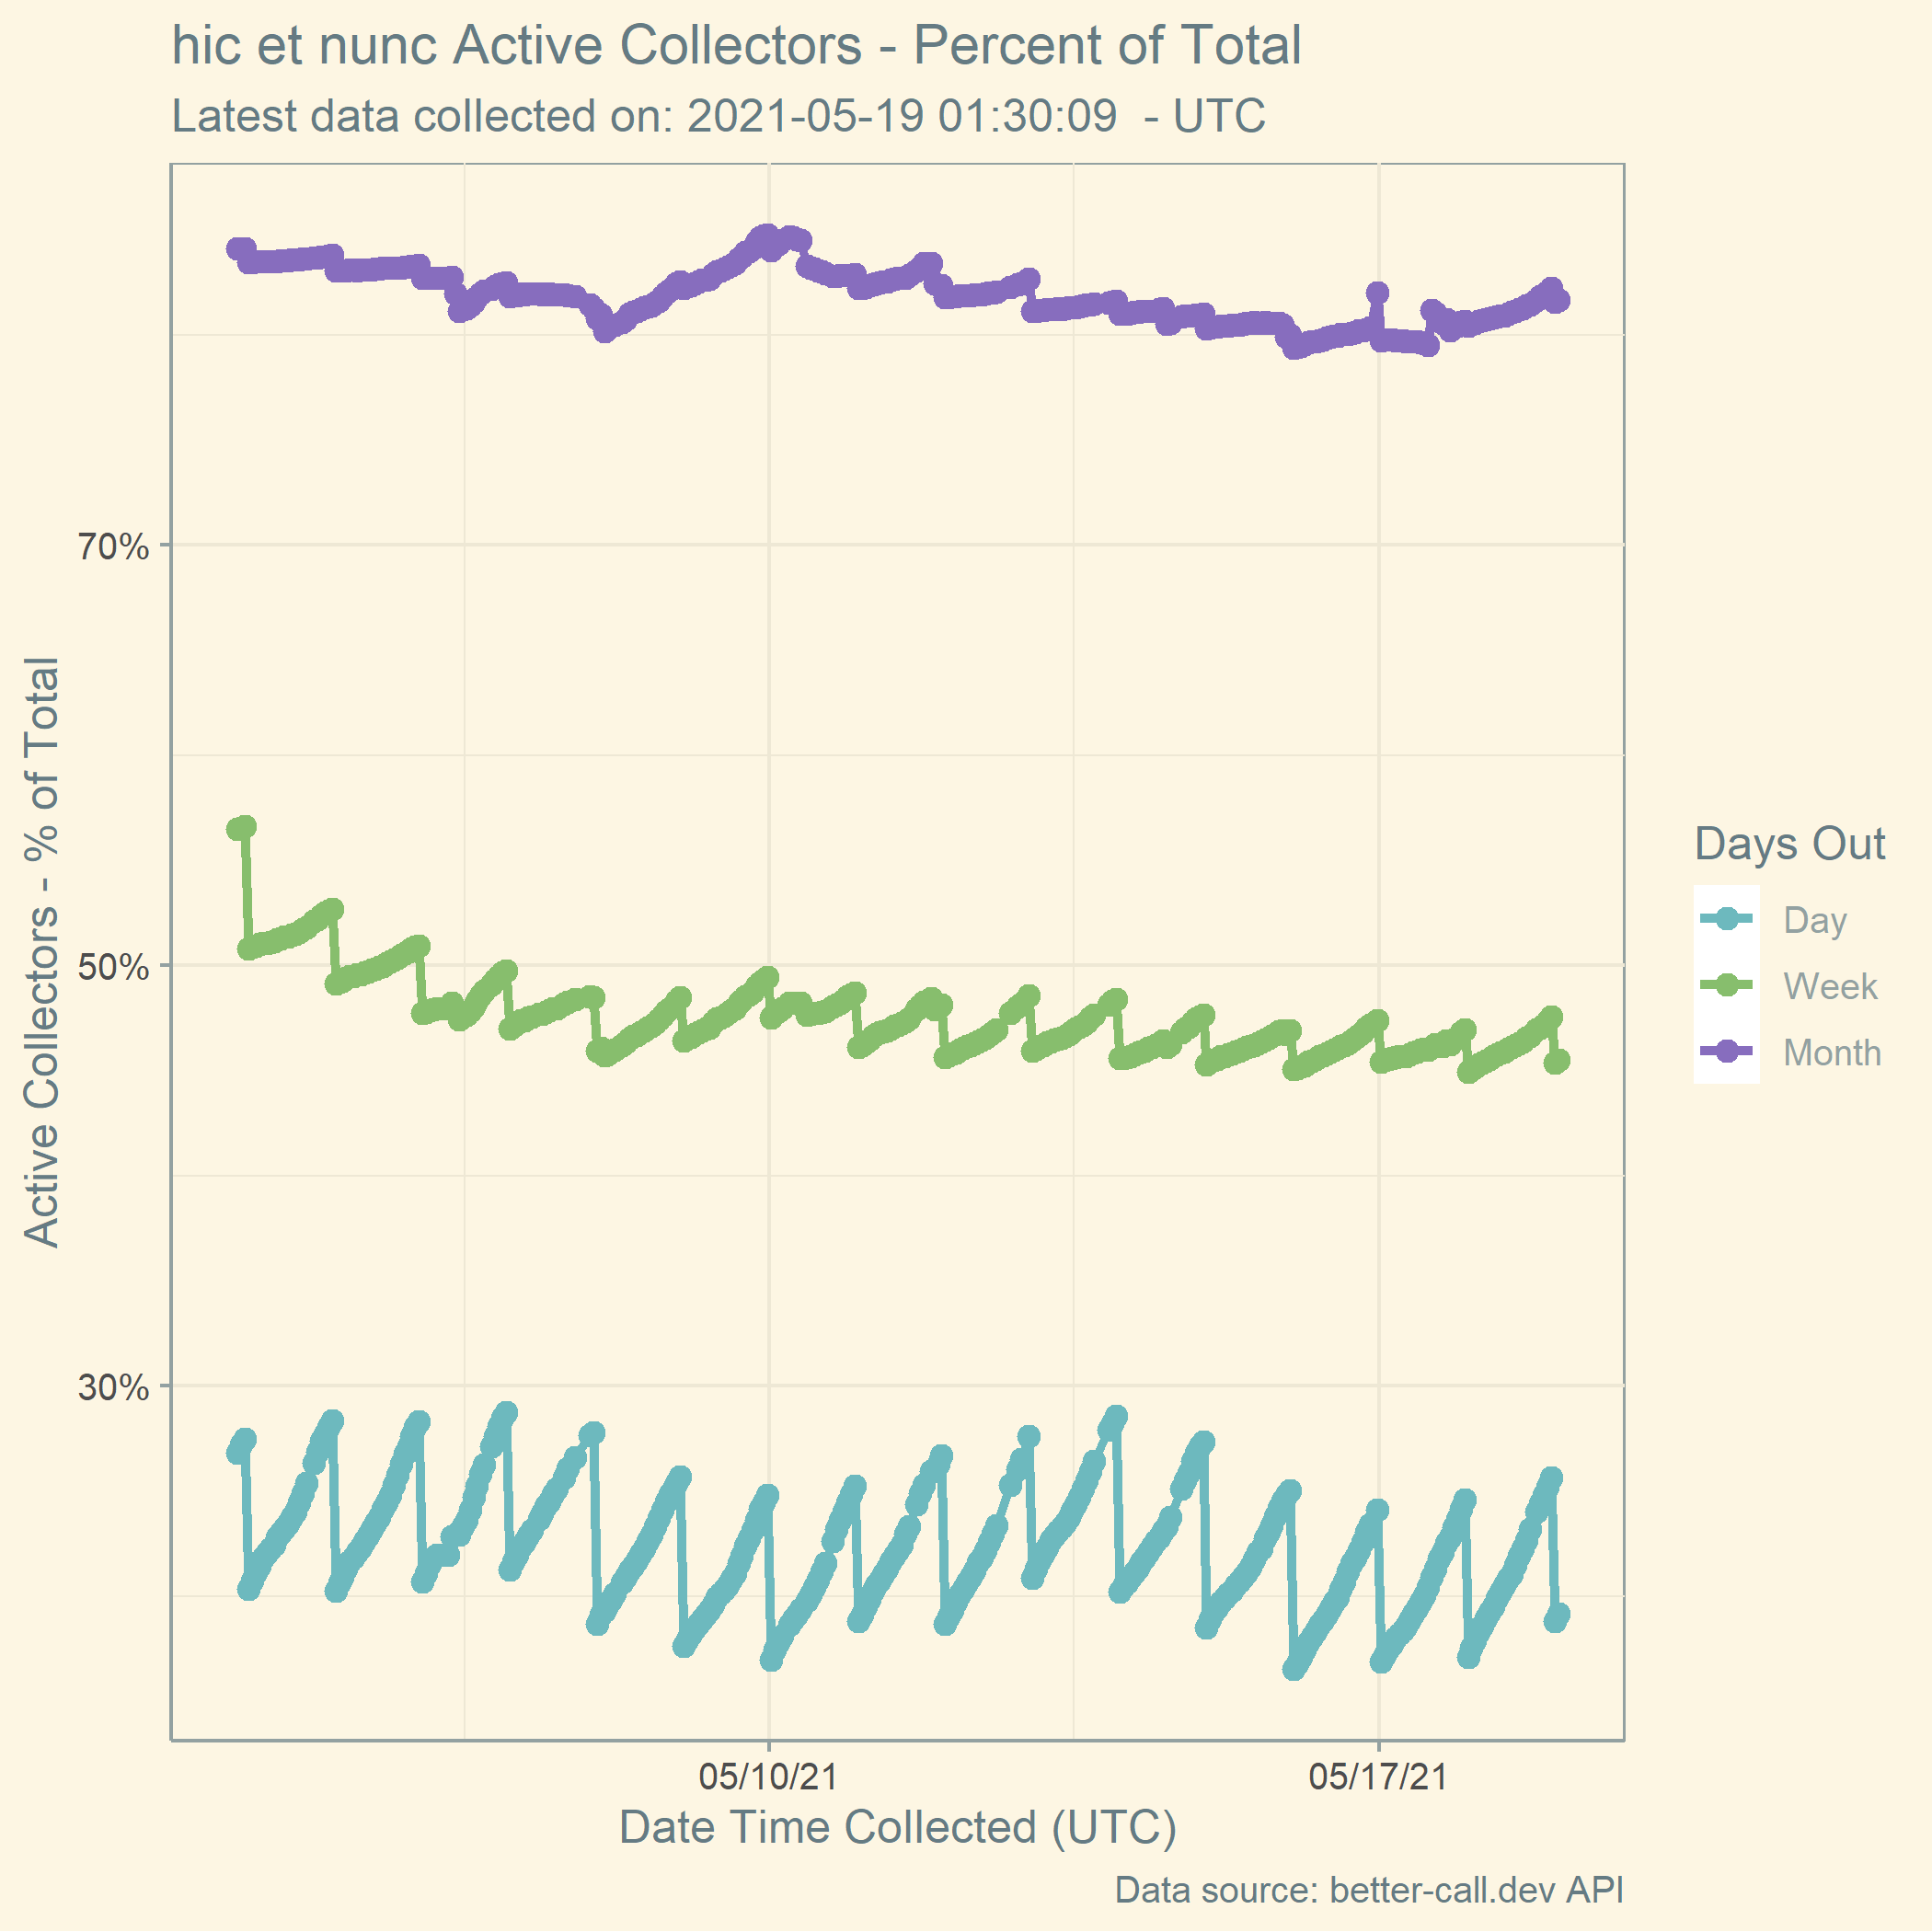 hic et nunc Active Collectors - Percent of Total
Latest data collected on: 2021-05-19 01:30:09  - UTC
Active Collectors - % of Total
70%
50%
30%
05/10/21
05/17/21
Date Time Collected (UTC)
Days Out
Day
Week
Month
Data source: better-call.dev API